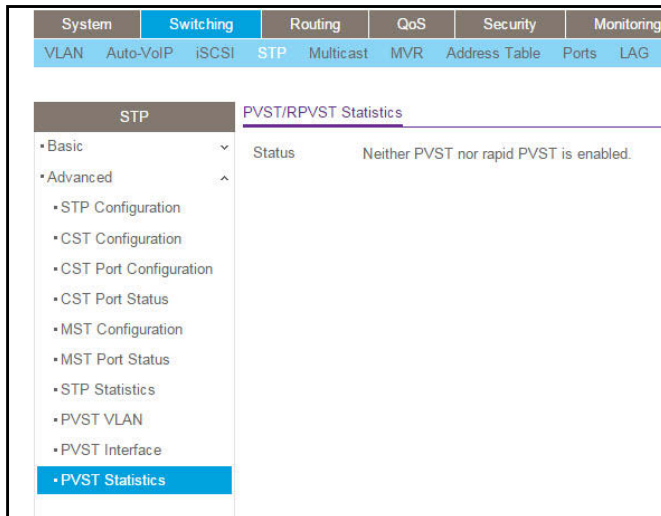 System Switching Routing QoS Security Monitoring
VLAN Auto-VoIP iSCSI STP Multicast MVR Address Table Ports LAG
STP
Basic
Advanced
STP Configuration
CST Configuration
CST Port Configuration
CST Port Status
MST Configuration
MST Port Status
STP Statistics
PVST VLAN
PVST Interface
PVST Statistics
PVST/RPVST Statistics
Status Neither PVST nor rapid PVST is enabled.